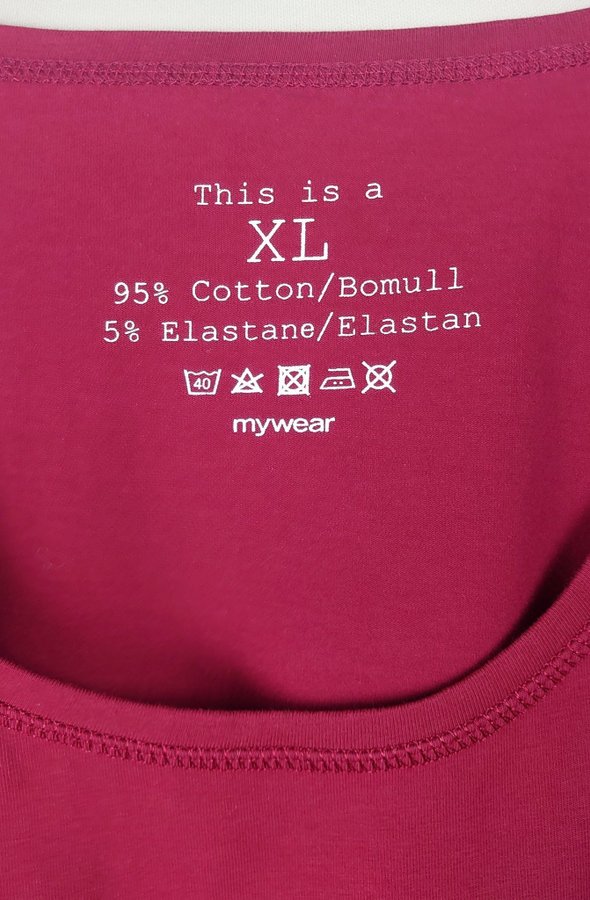 This is a
XL
95% Cotton/Bomull
5% Elastane/Elastan
40
mywear